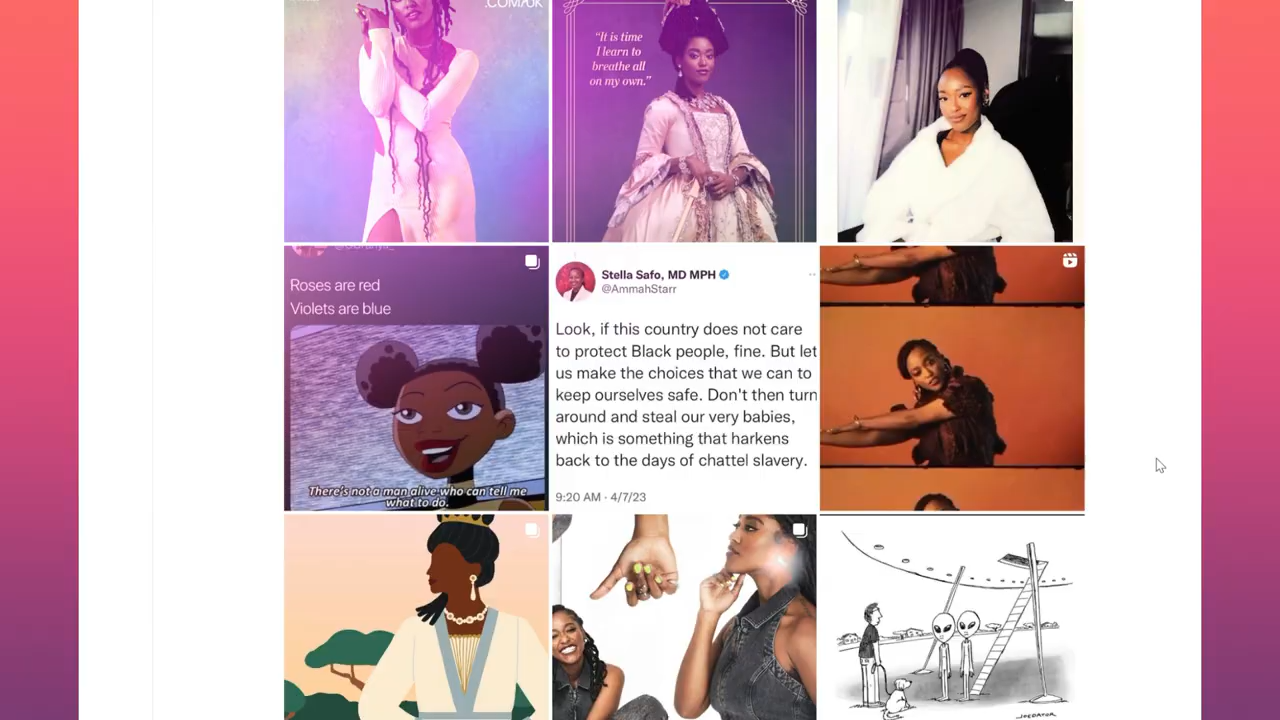 .COM/UK
“It is time
I learn to
breathe all
on my own.”
Roses are red
Violets are blue
There's not a man alive who can tell me
what to do.
Stella Safo, MD MPH
@AmmahStarr
Look, if this country does not care
to protect Black people, fine. But let
us make the choices that we can to
keep ourselves safe. Don't then turn
around and steal our very babies,
which is something that harkens
back to the days of chattel slavery.
9:20 AM · 4/7/23
JOEDATOR